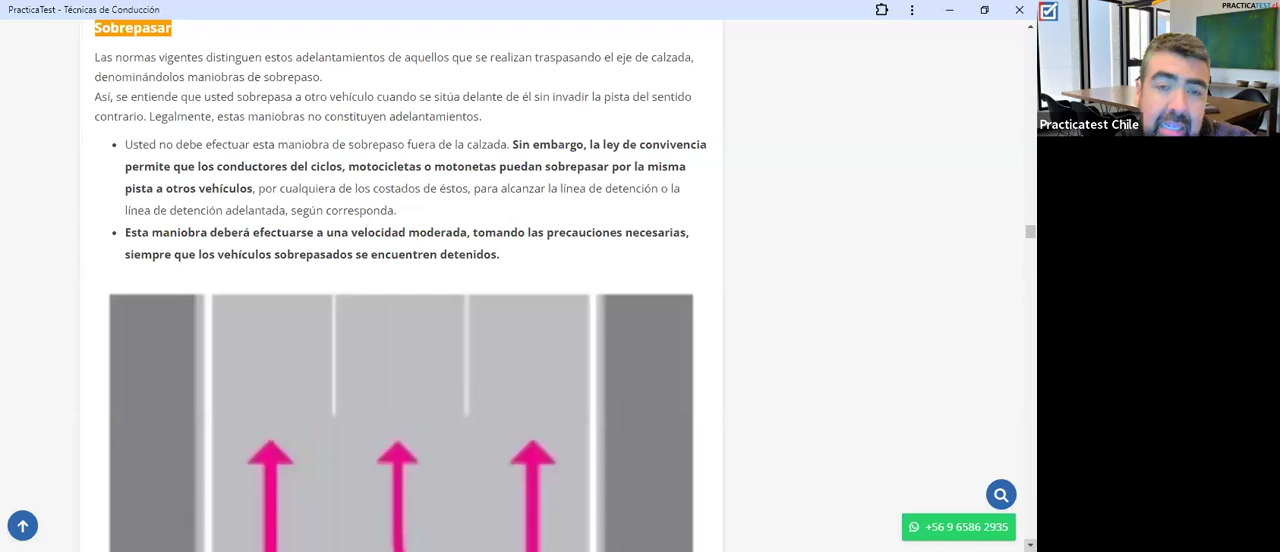 PracticaTest - Técnicas de Conducción
Sobrepasar
Las normas vigentes distinguen estos adelantamientos de aquellos que se realizan traspasando el eje de calzada,
denominándolos maniobras de sobrepaso.
Así, se entiende que usted sobrepasa a otro vehículo cuando se sitúa delante de él sin invadir la pista del sentido
contrario. Legalmente, estas maniobras no constituyen adelantamientos.
• Usted no debe efectuar esta maniobra de sobrepaso fuera de la calzada. Sin embargo, la ley de convivencia
permite que los conductores del ciclos, motocicletas o motonetas puedan sobrepasar por la misma
pista a otros vehículos, por cualquiera de los costados de éstos, para alcanzar la línea de detención o la
línea de detención adelantada, según corresponda.
• Esta maniobra deberá efectuarse a una velocidad moderada, tomando las precauciones necesarias,
siempre que los vehículos sobrepasados se encuentren detenidos.
+56 9 6586 2935
PRACTICATEST
Practicatest Chile